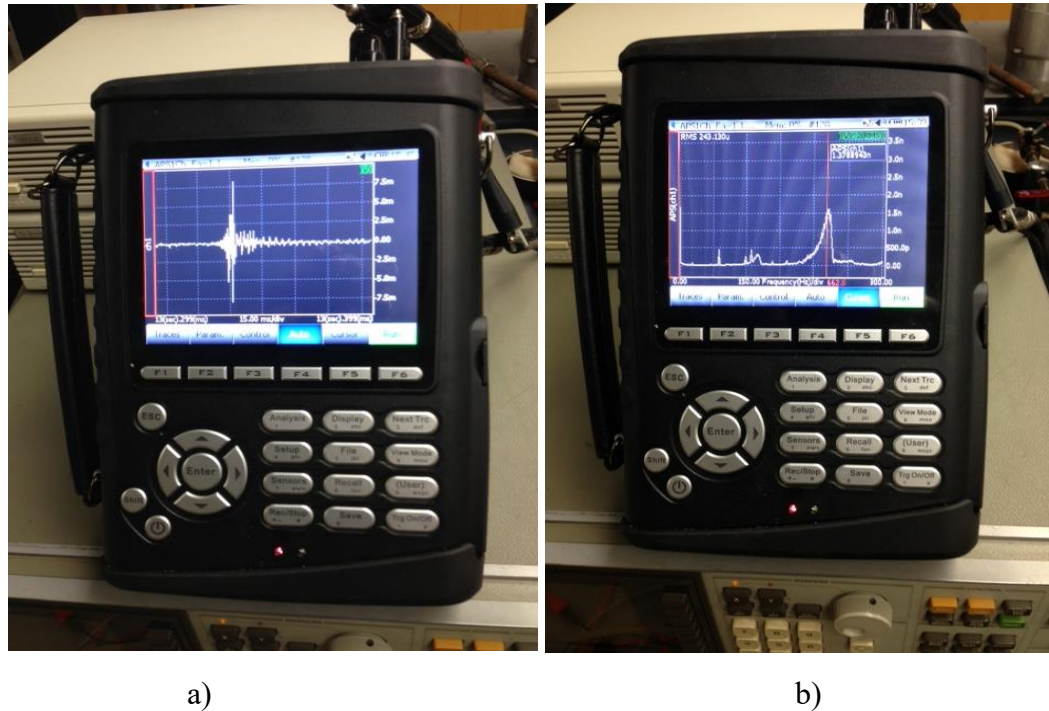 7.5m
5.0m
2.5m
0.00
-2.5m
-5.0m
-7.5m
ch1
15.00 ms/div
Traces Param. Control Auto Cursor Run
F1 F2 F3 F4 F5 F6
ESC
Analysis Display Next Trc
Setup File View Mode
Enter
Sensors Recall (User)
Shift
Rec/Stop Save Trg On/Off
RMS 243.130u
3.5n
APS(ch1)
3.0n
2.5n
APS(ch1)
1.5n
1.0n
500.0p
0.00
0.00 150.00 Frequency(Hz)/div
Traces Param. Control Auto Run
F1 F2 F3 F4 F5 F6
ESC
Analysis Display Next Trc
Setup File View Mode
Enter
Sensors Recall (User)
Shift
Rec/Stop Save Trg On/Off
a) b)